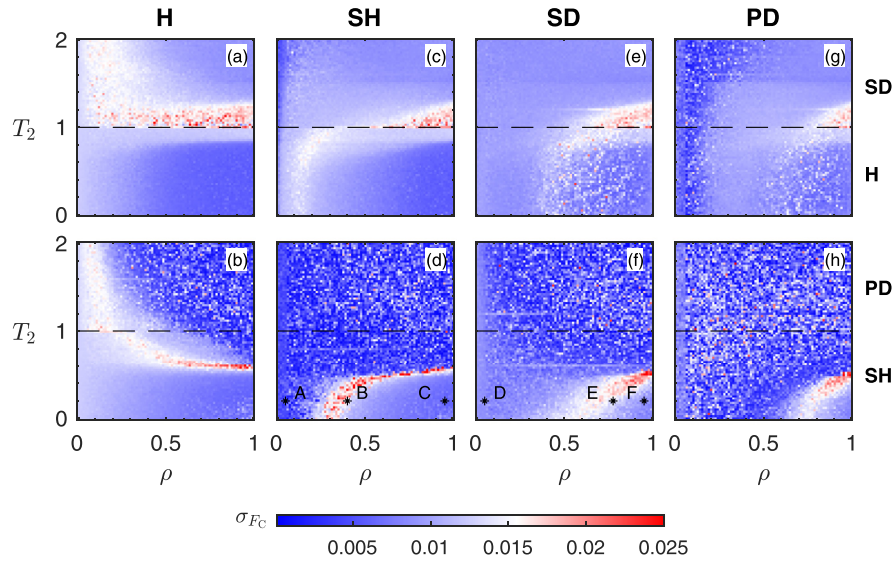 H SH SD PD
2 (a) (c) (e) (g) SD
T₂ 1
0 H
2 (b) (d) (f) (h) PD
T₂ 1
SH
A B C D E F
0
0 0.5 1 0 0.5 1 0 0.5 1 0 0.5 1
ρ ρ ρ ρ
σ_{F_C}
0.005 0.01 0.015 0.02 0.025